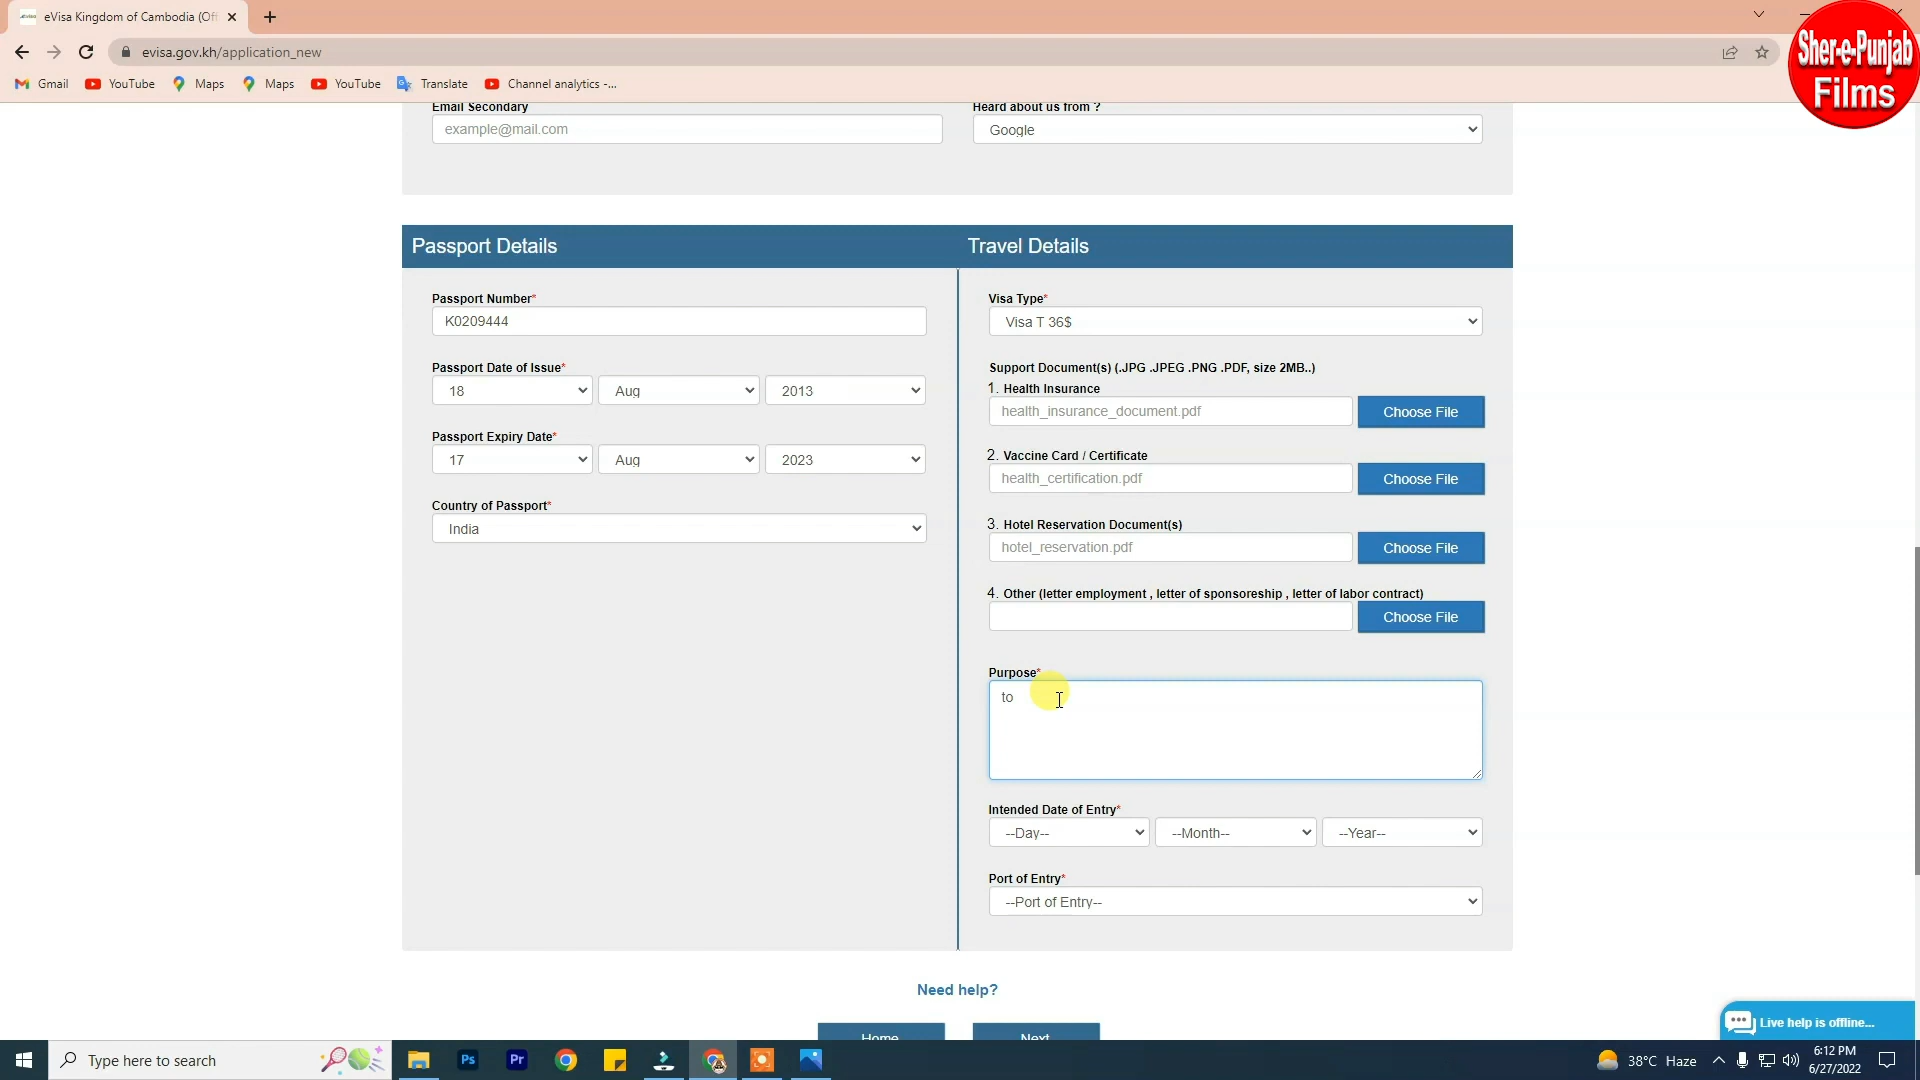 eVisa Kingdom of Cambodia (Off
evisa.gov.kh/application_new
Gmail
YouTube
Maps
Maps
YouTube
Translate
Channel analytics -...
Sher-e-Punjab
Films
Email Secondary
Heard about us from ?
example@mail.com
Google
Passport Details
Travel Details
Passport Number*
K0209444
Passport Date of Issue*
18
Aug
2013
Passport Expiry Date*
17
Aug
2023
Country of Passport*
India
Visa Type*
Visa T 36$
Support Document(s) (.JPG .JPEG .PNG .PDF, size 2MB..)
1. Health Insurance
health_insurance_document.pdf
Choose File
2. Vaccine Card / Certificate
health_certification.pdf
Choose File
3. Hotel Reservation Document(s)
hotel_reservation.pdf
Choose File
4. Other (letter employment , letter of sponsoreship , letter of labor contract)
Choose File
Purpose*
to
Intended Date of Entry*
--Day--
--Month--
--Year--
Port of Entry*
--Port of Entry--
Need help?
Home
Next
Live help is offline...
Type here to search
Ps
Pr
38°C Haze
6:12 PM
6/27/2022